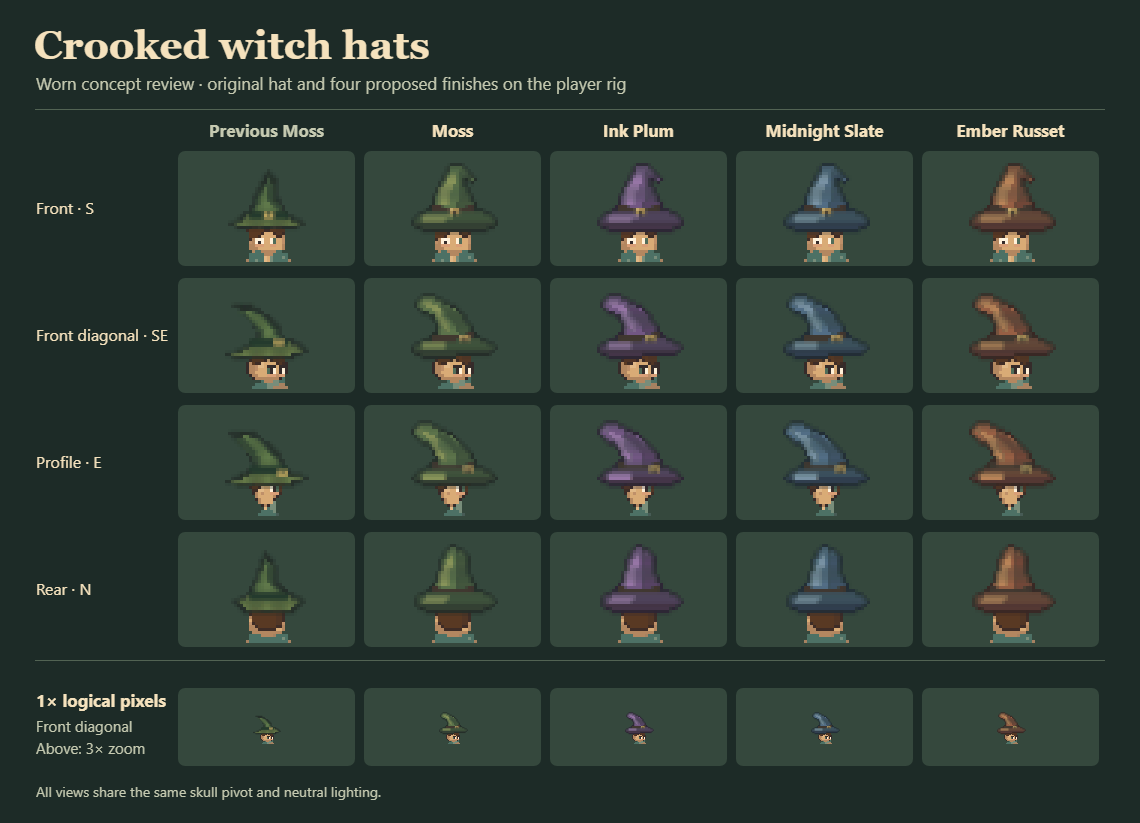 Crooked witch hats
Worn concept review · original hat and four proposed finishes on the player rig
Previous Moss
Moss
Ink Plum
Midnight Slate
Ember Russet
Front · S
Front diagonal · SE
Profile · E
Rear · N
1× logical pixels
Front diagonal
Above: 3× zoom
All views share the same skull pivot and neutral lighting.